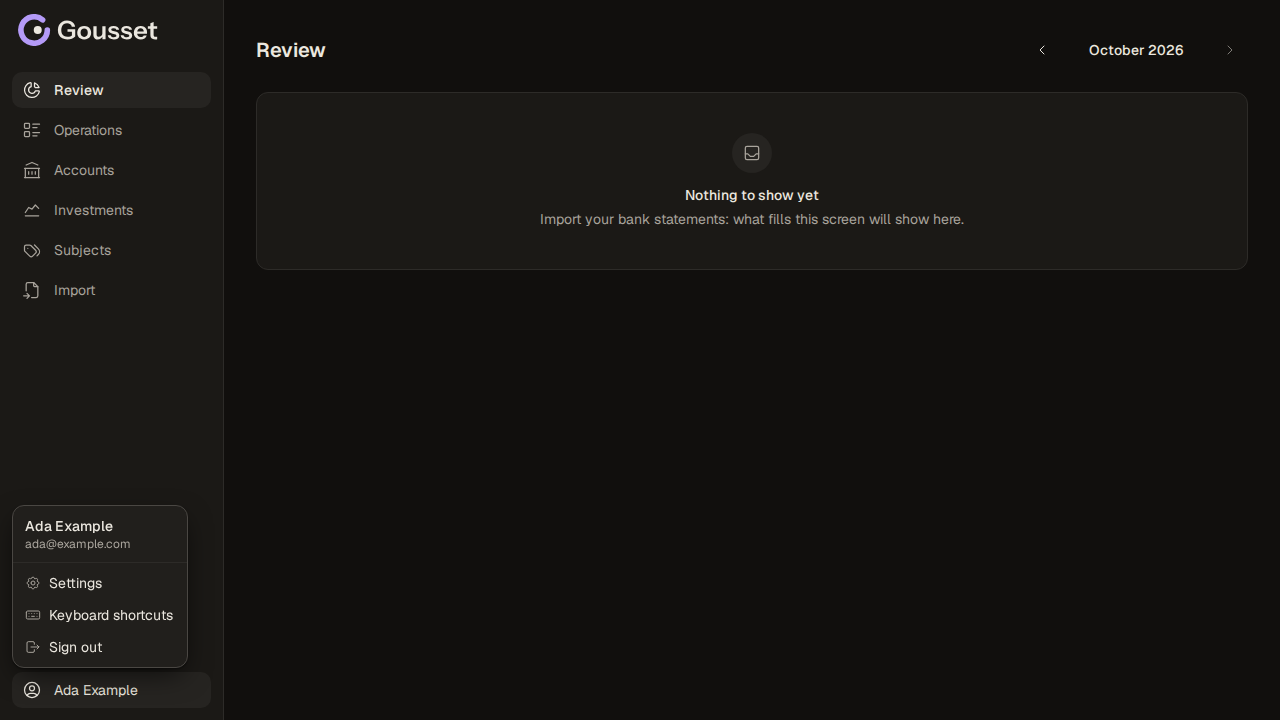 Gousset
Review
Operations
Accounts
Investments
Subjects
Import
Ada Example
ada@example.com
Settings
Keyboard shortcuts
Sign out
Ada Example
Review
October 2026
Nothing to show yet
Import your bank statements: what fills this screen will show here.